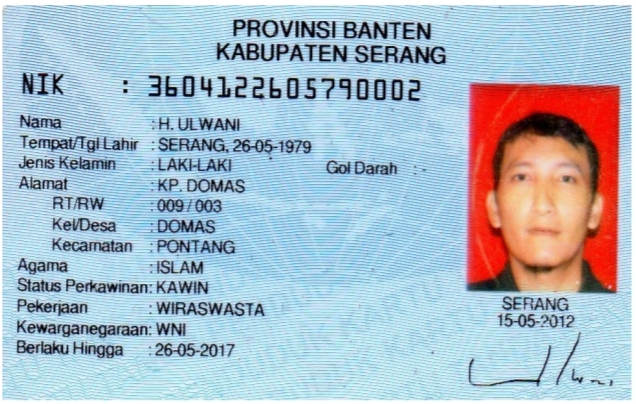 PROVINSI BANTEN
KABUPATEN SERANG
NIK : 3604122605790002
Nama : H. ULWANI
Tempat/Tgl Lahir : SERANG, 26-05-1979
Jenis Kelamin : LAKI-LAKI Gol Darah : -
Alamat : KP. DOMAS
RT/RW : 009 / 003
Kel/Desa : DOMAS
Kecamatan : PONTANG
Agama : ISLAM
Status Perkawinan: KAWIN
Pekerjaan : WIRASWASTA
Kewarganegaraan: WNI
Berlaku Hingga : 26-05-2017
SERANG
15-05-2012